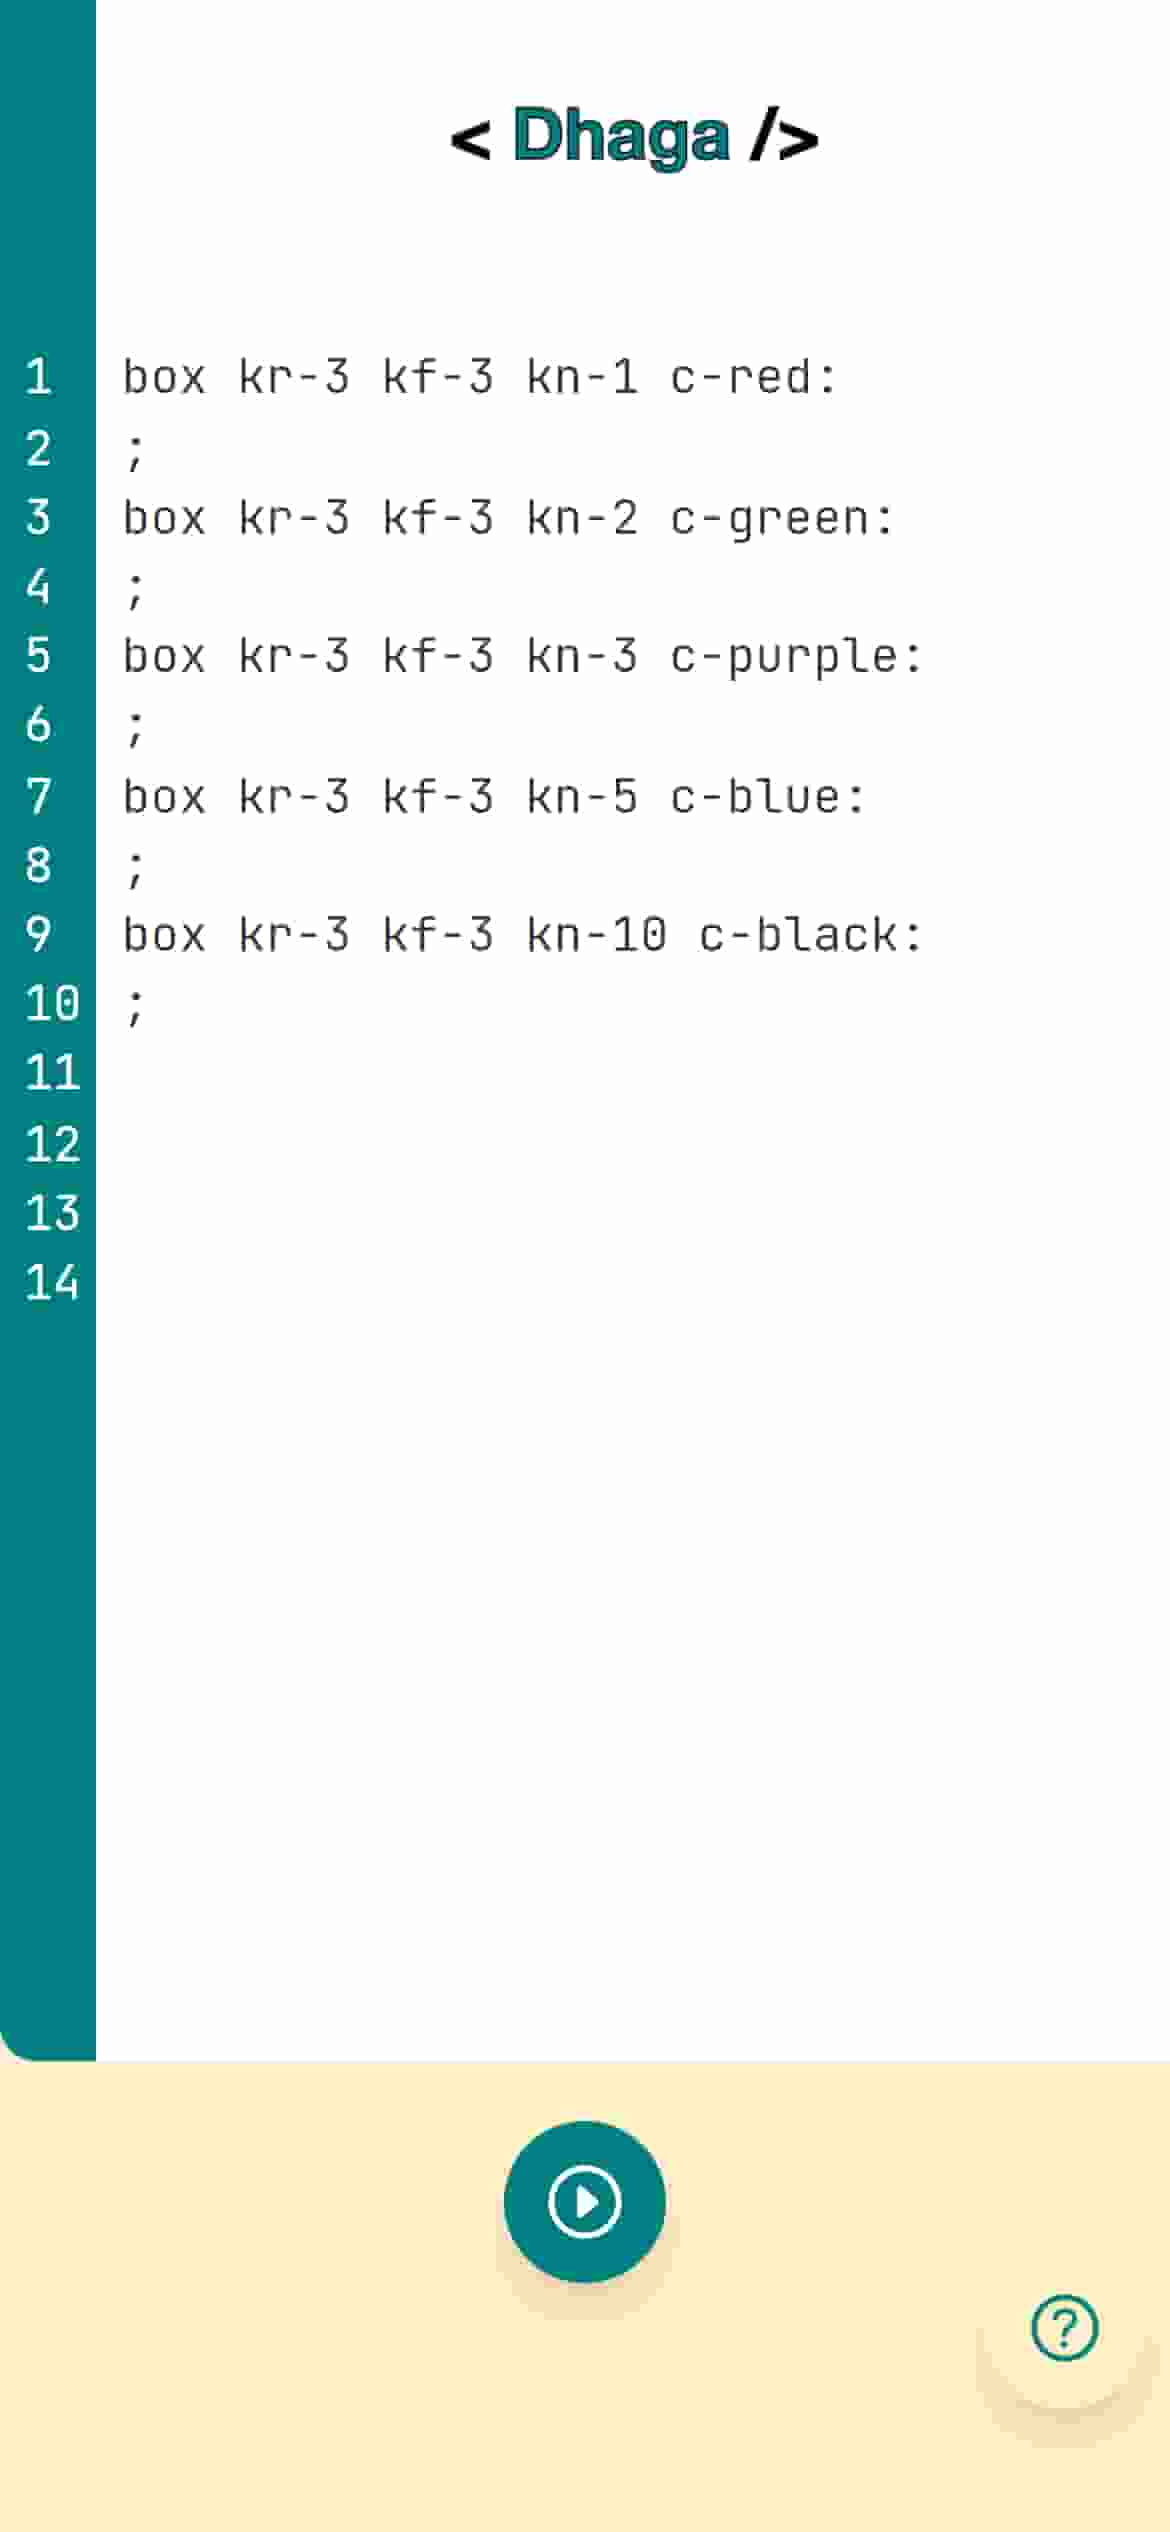 < Dhaga />
1 box kr-3 kf-3 kn-1 c-red:
2 ;
3 box kr-3 kf-3 kn-2 c-green:
4 ;
5 box kr-3 kf-3 kn-3 c-purple:
6 ;
7 box kr-3 kf-3 kn-5 c-blue:
8 ;
9 box kr-3 kf-3 kn-10 c-black:
10 ;
11
12
13
14
?